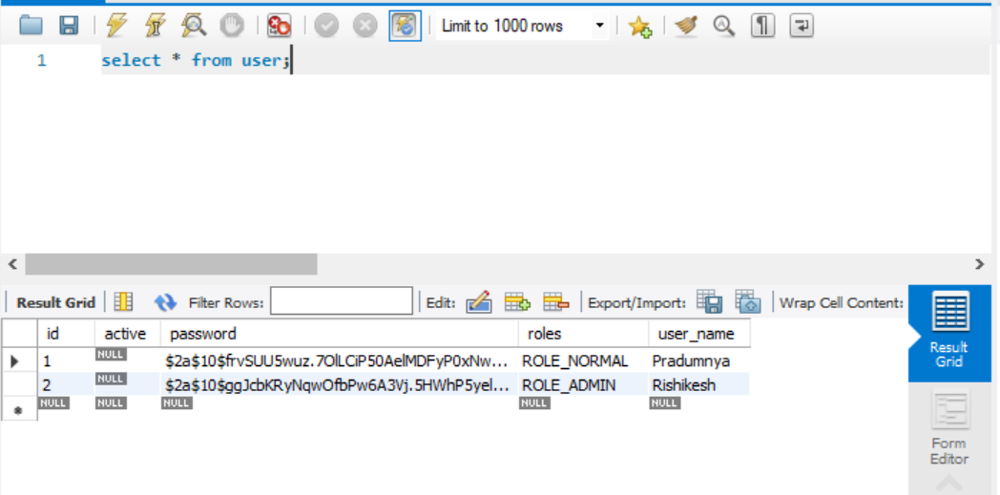 Limit to 1000 rows
1 select * from user;
Result Grid Filter Rows: Edit: Export/Import: Wrap Cell Content:
id active password roles user_name
1 NULL $2a$10$frvSUU5wuz.7OlLCiP50AelMDFyP0xNw... ROLE_NORMAL Pradumnya
2 NULL $2a$10$ggJcbKRyNqwOfbPw6A3Vj.5HWhP5yel... ROLE_ADMIN Rishikesh
NULL NULL NULL NULL NULL
Result
Grid
Form
Editor